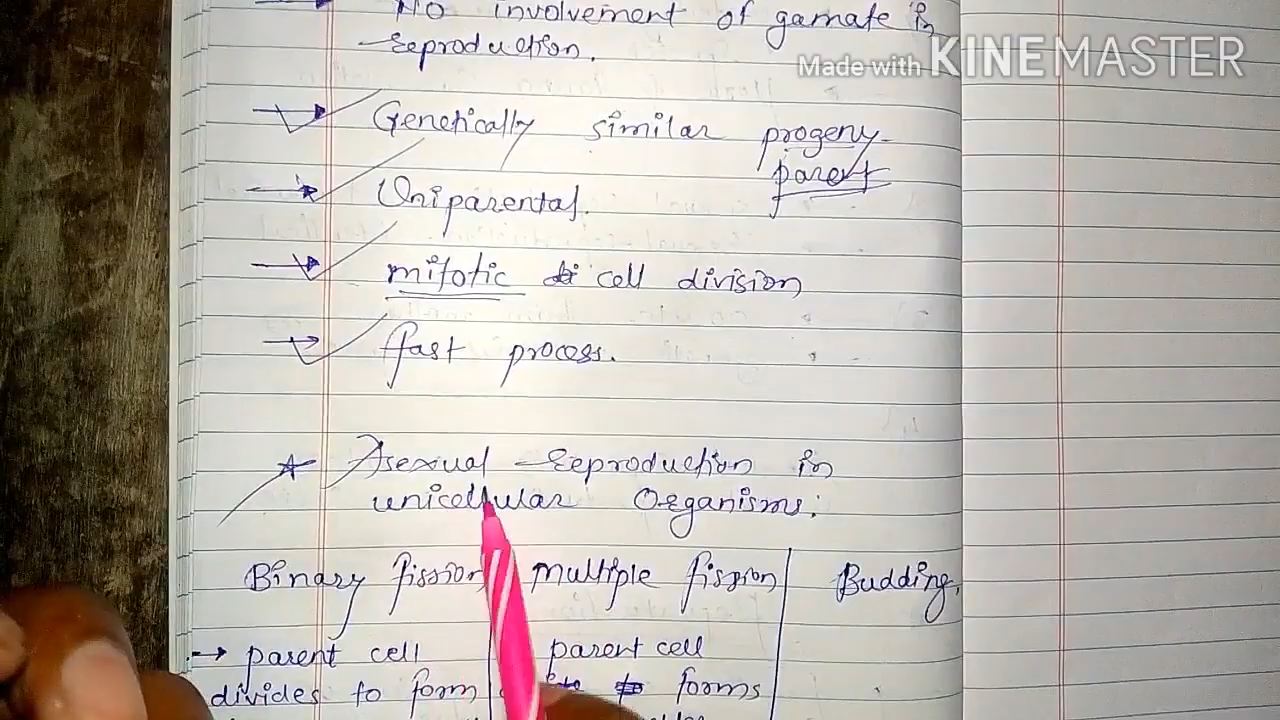 No involvement of gamate in
reproduction.
Made with KINEMASTER
Genetically similar progeny
parent
Uniparental.
mitotic cell division
fast process.
Asexual reproduction in
unicellular Organisms:
Binary fission multiple fission Budding,
parent cell parent cell
divides to form forms